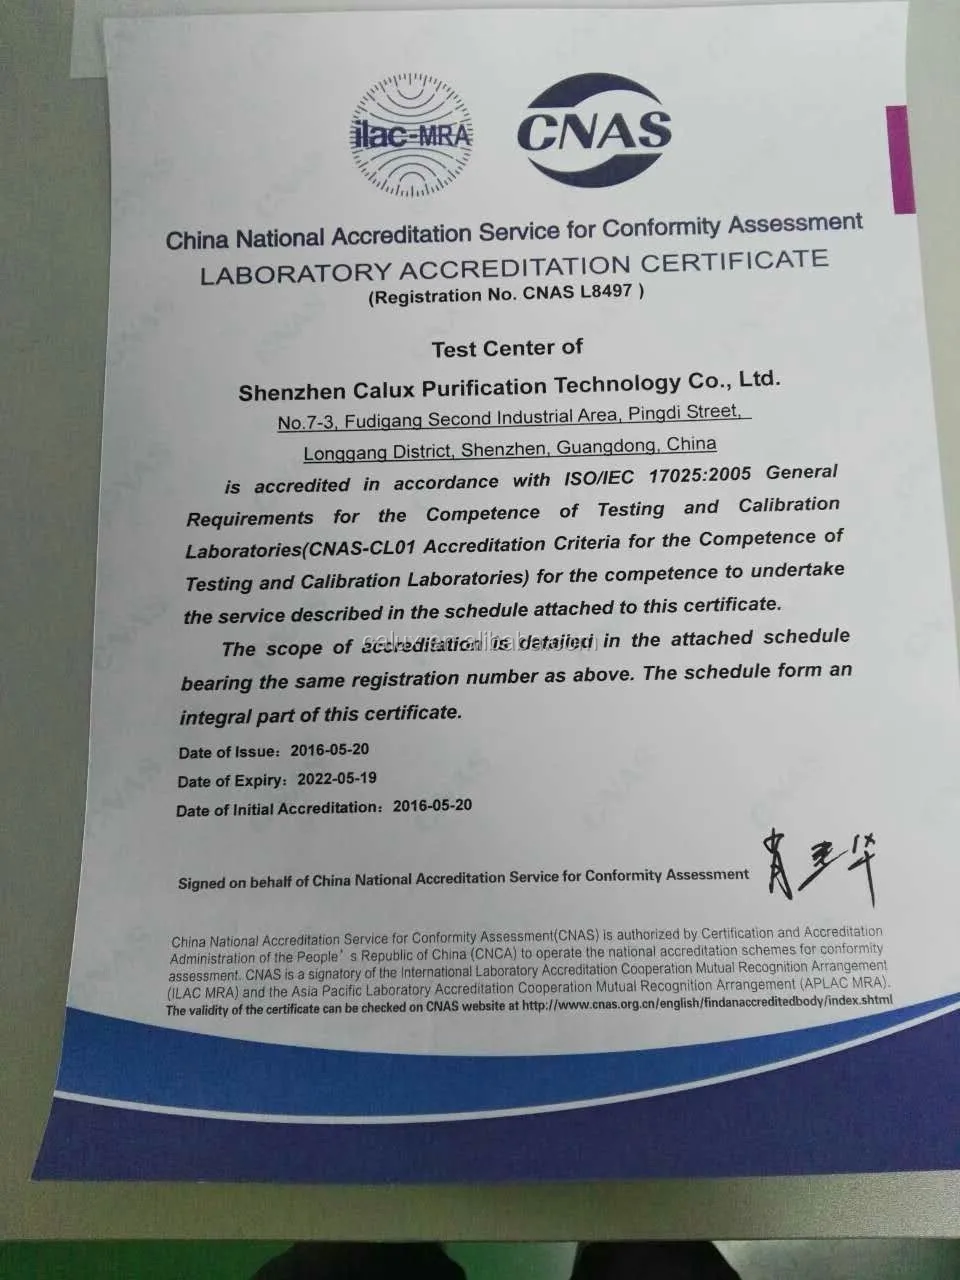 ilac-MRA
CNAS
China National Accreditation Service for Conformity Assessment
LABORATORY ACCREDITATION CERTIFICATE
(Registration No. CNAS L8497 )
Test Center of
Shenzhen Calux Purification Technology Co., Ltd.
No.7-3, Fudigang Second Industrial Area, Pingdi Street,
Longgang District, Shenzhen, Guangdong, China
is accredited in accordance with ISO/IEC 17025:2005 General
Requirements for the Competence of Testing and Calibration
Laboratories(CNAS-CL01 Accreditation Criteria for the Competence of
Testing and Calibration Laboratories) for the competence to undertake
the service described in the schedule attached to this certificate.
The scope of accreditation is detailed in the attached schedule
calux.en.alibaba.com
bearing the same registration number as above. The schedule form an
integral part of this certificate.
Date of Issue: 2016-05-20
Date of Expiry: 2022-05-19
Date of Initial Accreditation: 2016-05-20
Signed on behalf of China National Accreditation Service for Conformity Assessment
China National Accreditation Service for Conformity Assessment(CNAS) is authorized by Certification and Accreditation
Administration of the People's Republic of China (CNCA) to operate the national accreditation schemes for conformity
assessment. CNAS is a signatory of the International Laboratory Accreditation Cooperation Mutual Recognition Arrangement
(ILAC MRA) and the Asia Pacific Laboratory Accreditation Cooperation Mutual Recognition Arrangement (APLAC MRA).
The validity of the certificate can be checked on CNAS website at http://www.cnas.org.cn/english/findanaccreditedbody/index.shtml